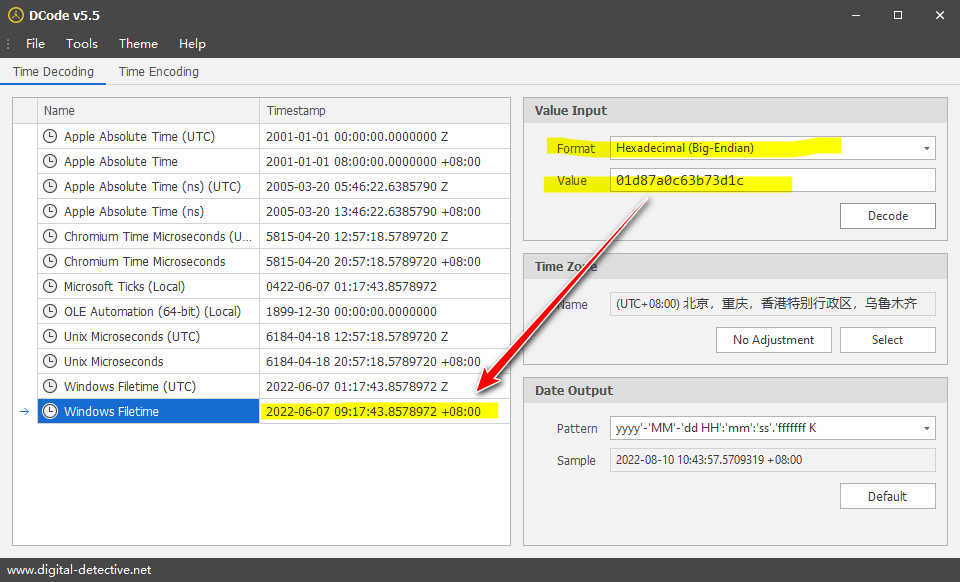 DCode v5.5
File Tools Theme Help
Time Decoding Time Encoding
Name Timestamp
Apple Absolute Time (UTC) 2001-01-01 00:00:00.0000000 Z
Apple Absolute Time 2001-01-01 08:00:00.0000000 +08:00
Apple Absolute Time (ns) (UTC) 2005-03-20 05:46:22.6385790 Z
Apple Absolute Time (ns) 2005-03-20 13:46:22.6385790 +08:00
Chromium Time Microseconds (U... 5815-04-20 12:57:18.5789720 Z
Chromium Time Microseconds 5815-04-20 20:57:18.5789720 +08:00
Microsoft Ticks (Local) 0422-06-07 01:17:43.8578972
OLE Automation (64-bit) (Local) 1899-12-30 00:00:00.0000000
Unix Microseconds (UTC) 6184-04-18 12:57:18.5789720 Z
Unix Microseconds 6184-04-18 20:57:18.5789720 +08:00
Windows Filetime (UTC) 2022-06-07 01:17:43.8578972 Z
Windows Filetime 2022-06-07 09:17:43.8578972 +08:00
Value Input
Format Hexadecimal (Big-Endian)
Value 01d87a0c63b73d1c
Decode
Time Zone
Name (UTC+08:00) 北京，重庆，香港特别行政区，乌鲁木齐
No Adjustment Select
Date Output
Pattern yyyy'-'MM'-'dd HH':'mm':'ss'.'fffffff K
Sample 2022-08-10 10:43:57.5709319 +08:00
Default
www.digital-detective.net